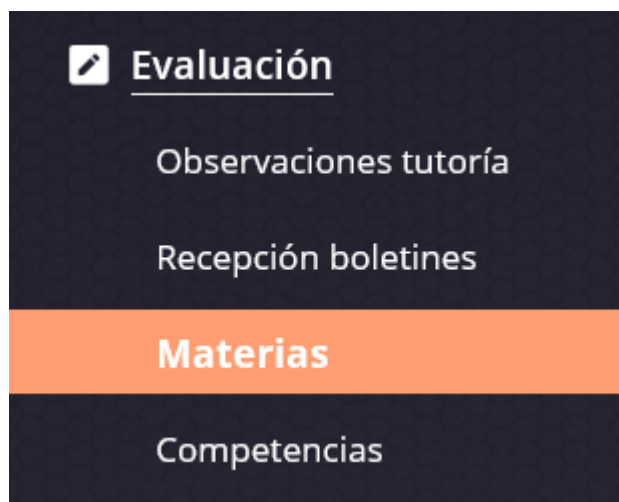 Evaluación
Observaciones tutoría
Recepción boletines
Materias
Competencias